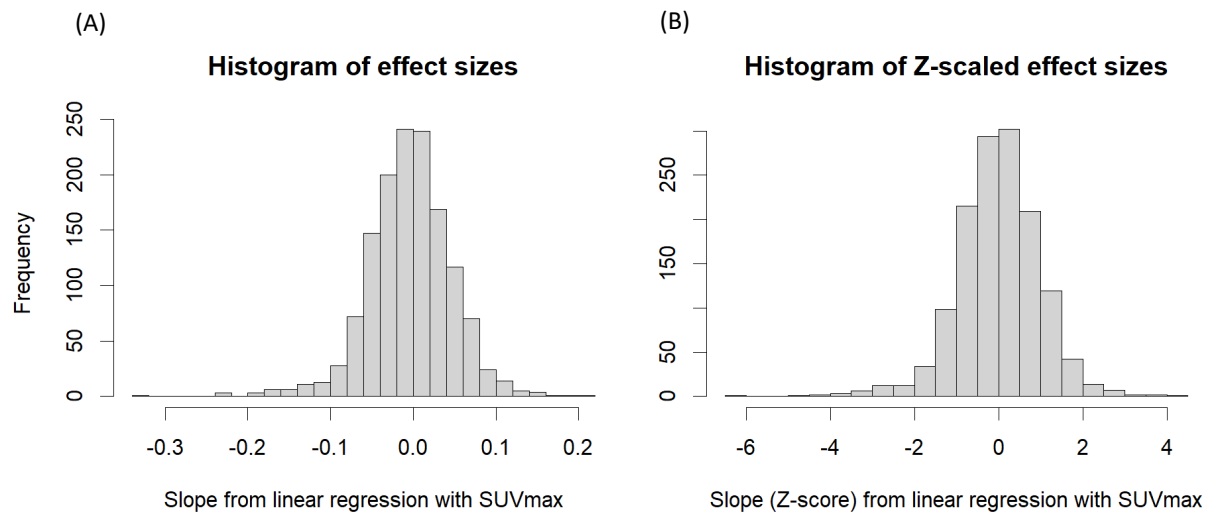 (A)
Histogram of effect sizes
Frequency
0
50
100
150
200
250
-0.3 -0.2 -0.1 0.0 0.1 0.2
Slope from linear regression with SUVmax
(B)
Histogram of Z-scaled effect sizes
0
50
150
250
-6 -4 -2 0 2 4
Slope (Z-score) from linear regression with SUVmax